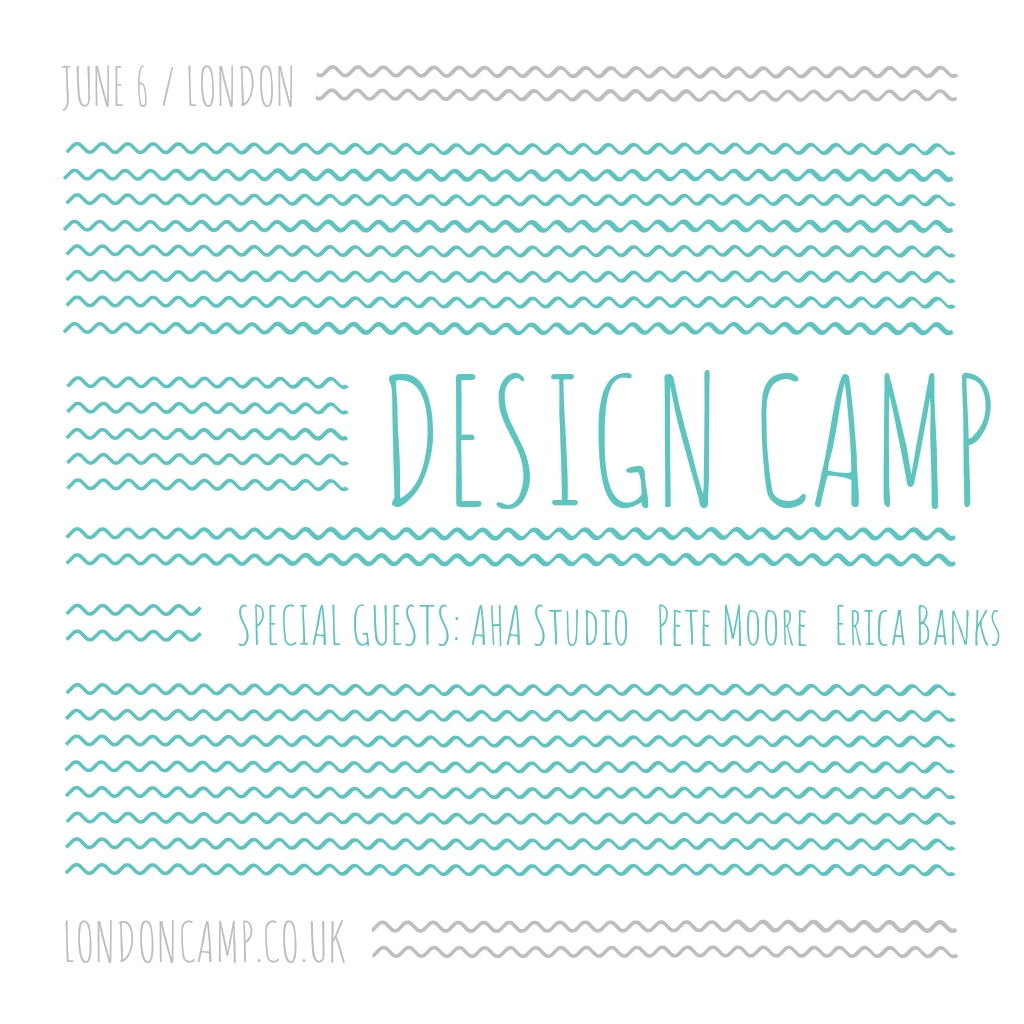 JUNE 6 / LONDON
DESIGN CAMP
SPECIAL GUESTS: AHA STUDIO PETE MOORE ERICA BANKS
LONDONCAMP.CO.UK